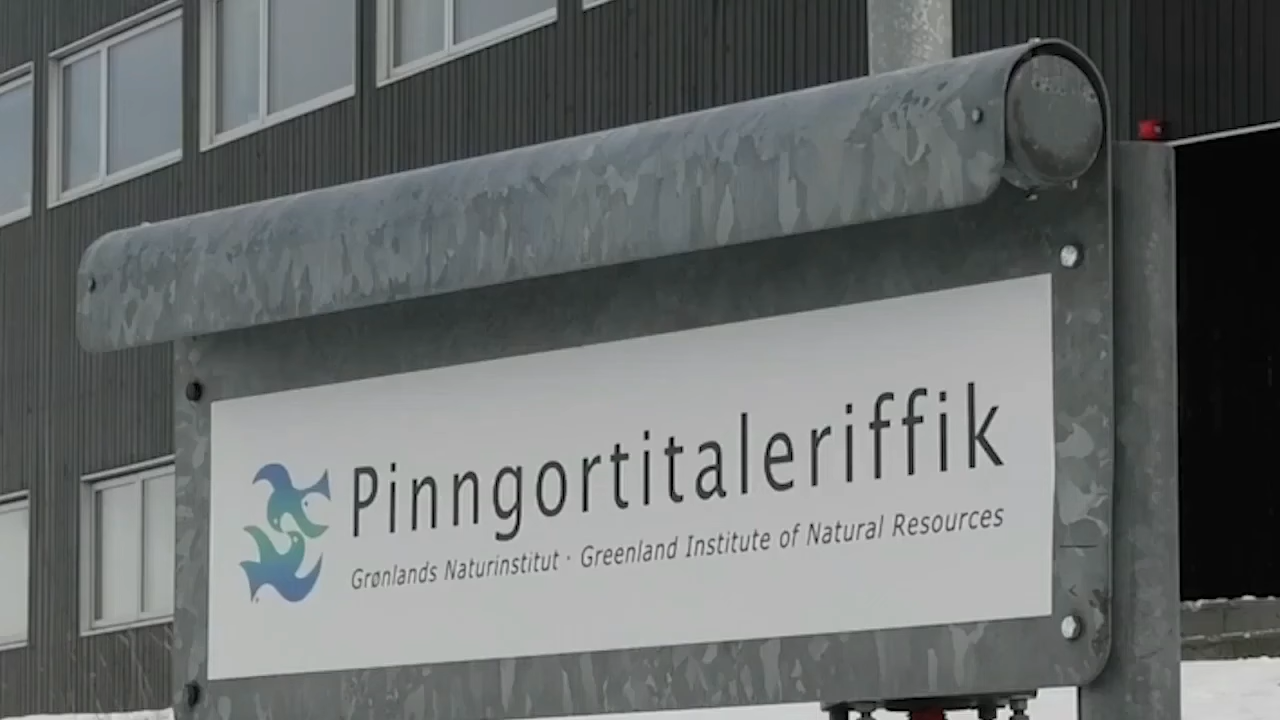 Pinngortitaleriffik
Grønlands Naturinstitut · Greenland Institute of Natural Resources